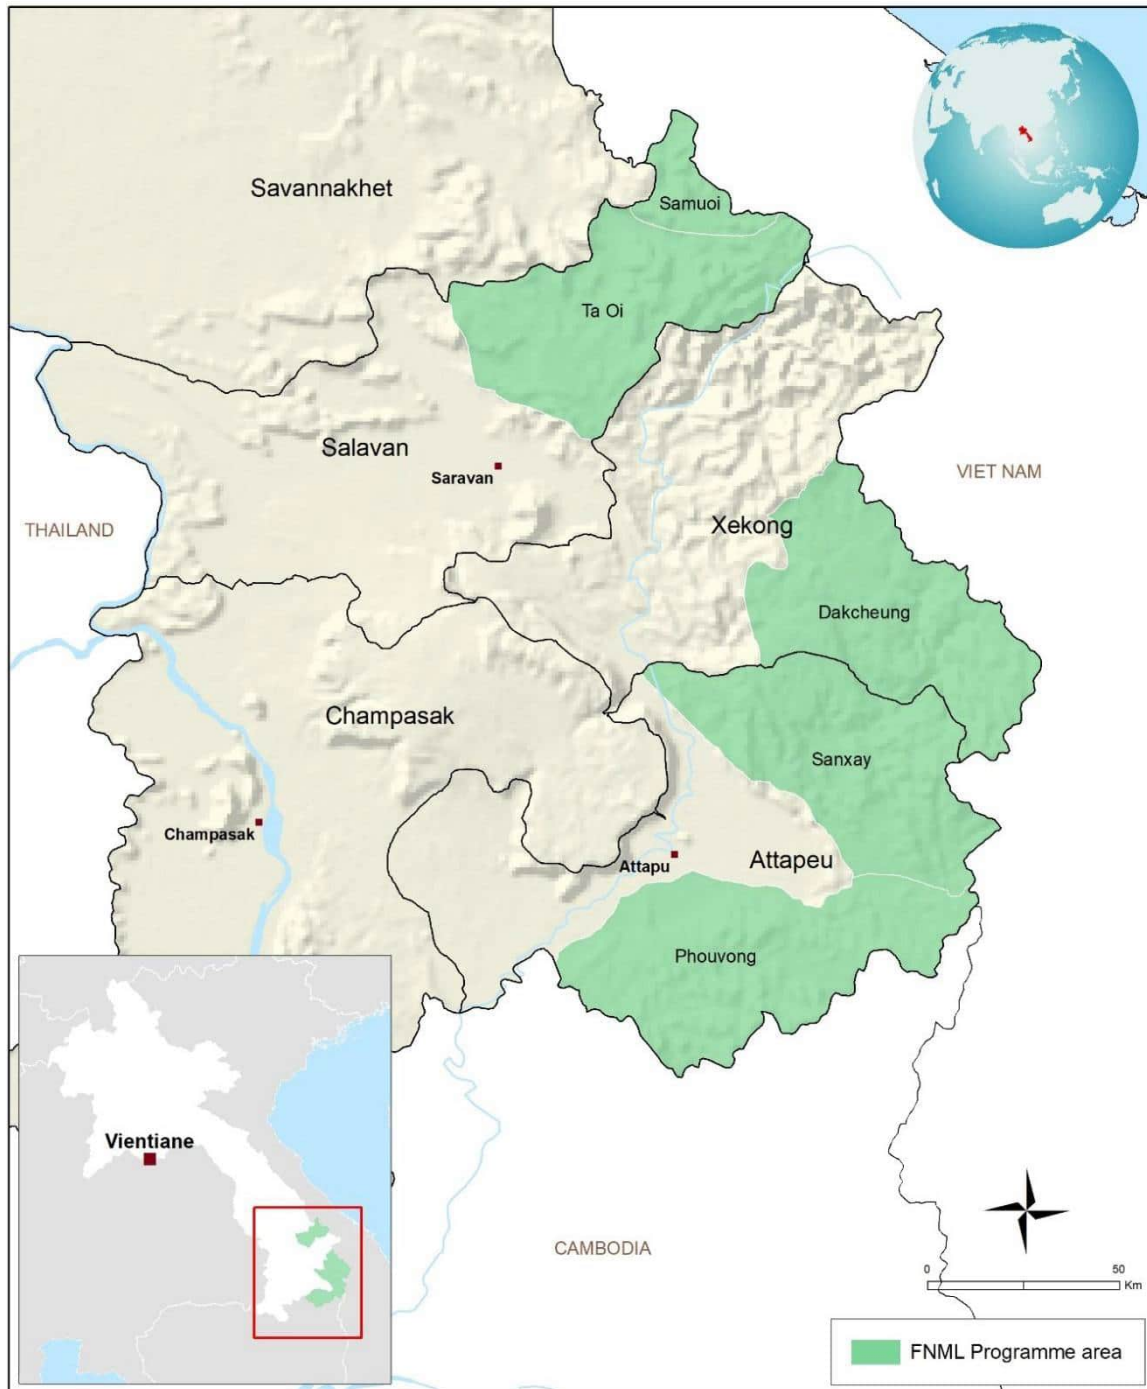 Savannakhet
Samuoi
Ta Oi
Salavan
Saravan
VIET NAM
THAILAND
Xekong
Dakcheung
Champasak
Sanxay
Champasak
Attapu
Attapeu
Phouvong
Vientiane
CAMBODIA
0 50
Km
FNML Programme area